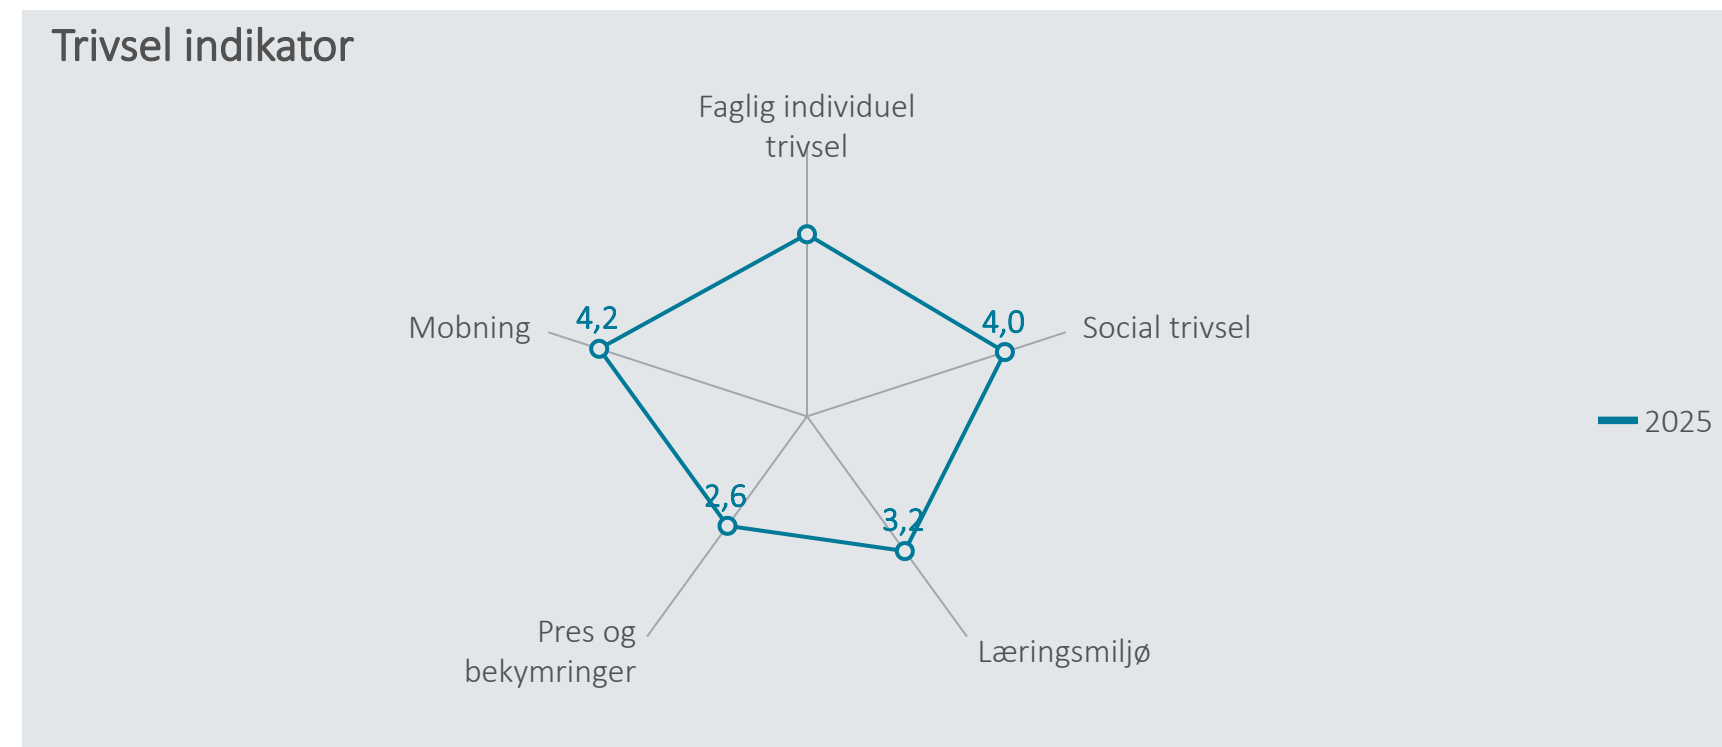 Trivsel indikator
Faglig individuel
trivsel
4,2
Mobning
4,0
Social trivsel
2025
2,6
3,2
Pres og
bekymringer
Læringsmiljø